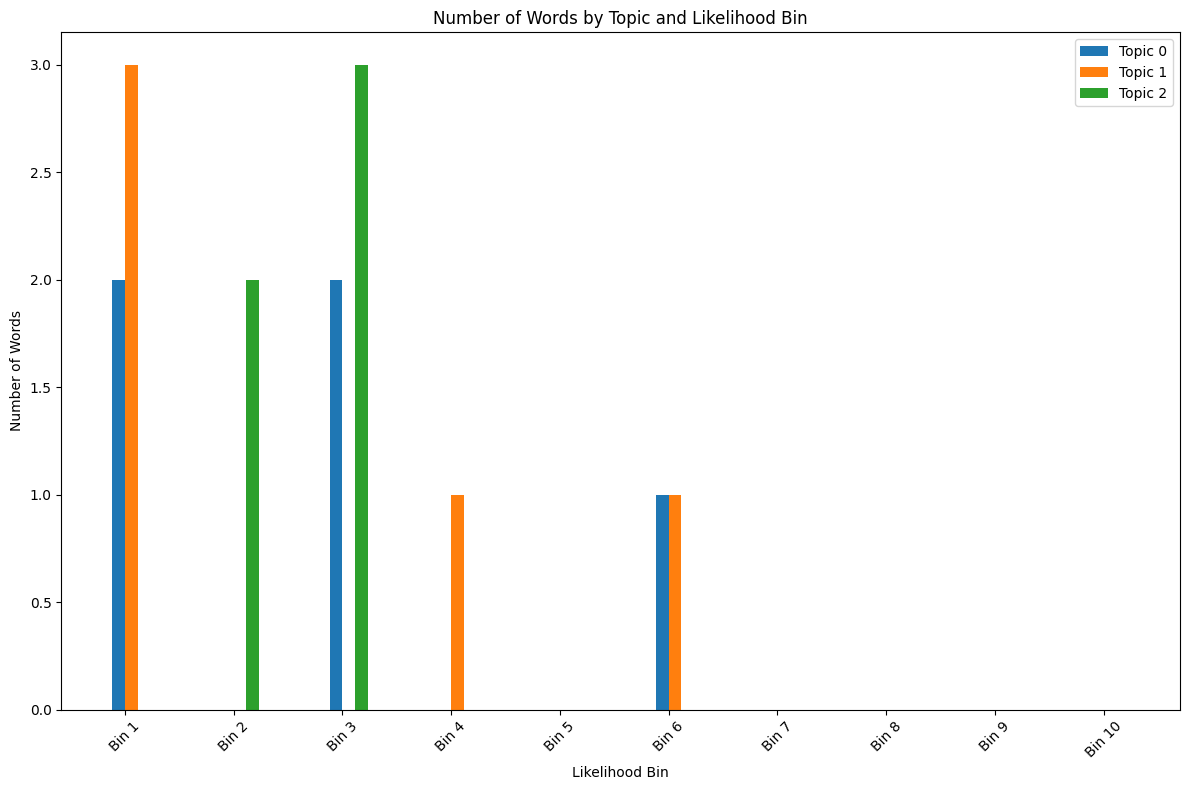 Number of Words by Topic and Likelihood Bin
Topic 0
Topic 1
Topic 2
Number of Words
3.0
2.5
2.0
1.5
1.0
0.5
0.0
Bin 1
Bin 2
Bin 3
Bin 4
Bin 5
Bin 6
Bin 7
Bin 8
Bin 9
Bin 10
Likelihood Bin